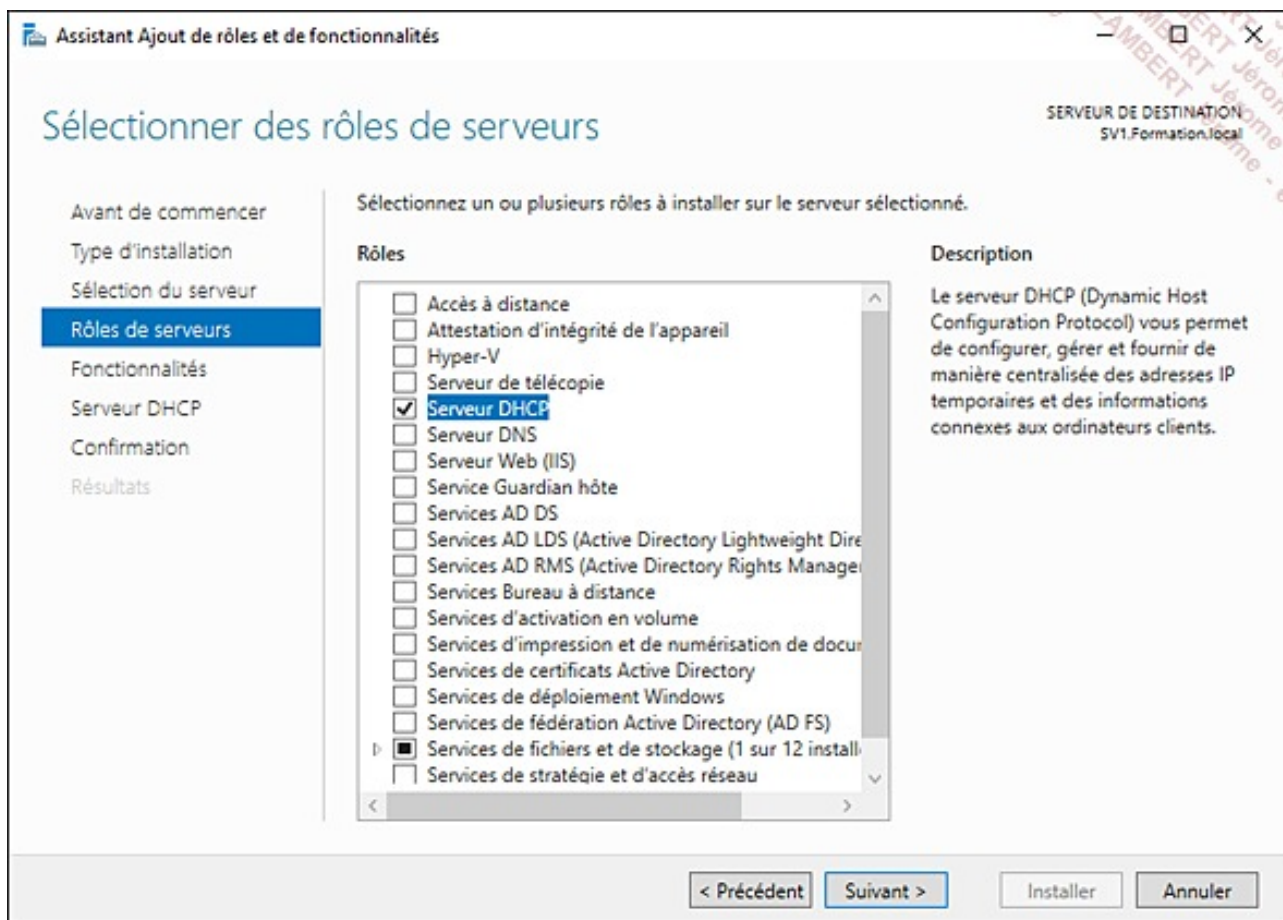 Assistant Ajout de rôles et de fonctionnalités
Sélectionner des rôles de serveurs
SERVEUR DE DESTINATION
SV1.Formation.local
Avant de commencer
Type d'installation
Sélection du serveur
Rôles de serveurs
Fonctionnalités
Serveur DHCP
Confirmation
Résultats
Sélectionnez un ou plusieurs rôles à installer sur le serveur sélectionné.
Rôles
Accès à distance
Attestation d'intégrité de l'appareil
Hyper-V
Serveur de télécopie
Serveur DHCP
Serveur DNS
Serveur Web (IIS)
Service Guardian hôte
Services AD DS
Services AD LDS (Active Directory Lightweight Dire
Services AD RMS (Active Directory Rights Manage
Services Bureau à distance
Services d'activation en volume
Services d'impression et de numérisation de docu
Services de certificats Active Directory
Services de déploiement Windows
Services de fédération Active Directory (AD FS)
Services de fichiers et de stockage (1 sur 12 install
Services de stratégie et d'accès réseau
Description
Le serveur DHCP (Dynamic Host
Configuration Protocol) vous permet
de configurer, gérer et fournir de
manière centralisée des adresses IP
temporaires et des informations
connexes aux ordinateurs clients.
< Précédent
Suivant >
Installer
Annuler
LAMBERT Jérôme